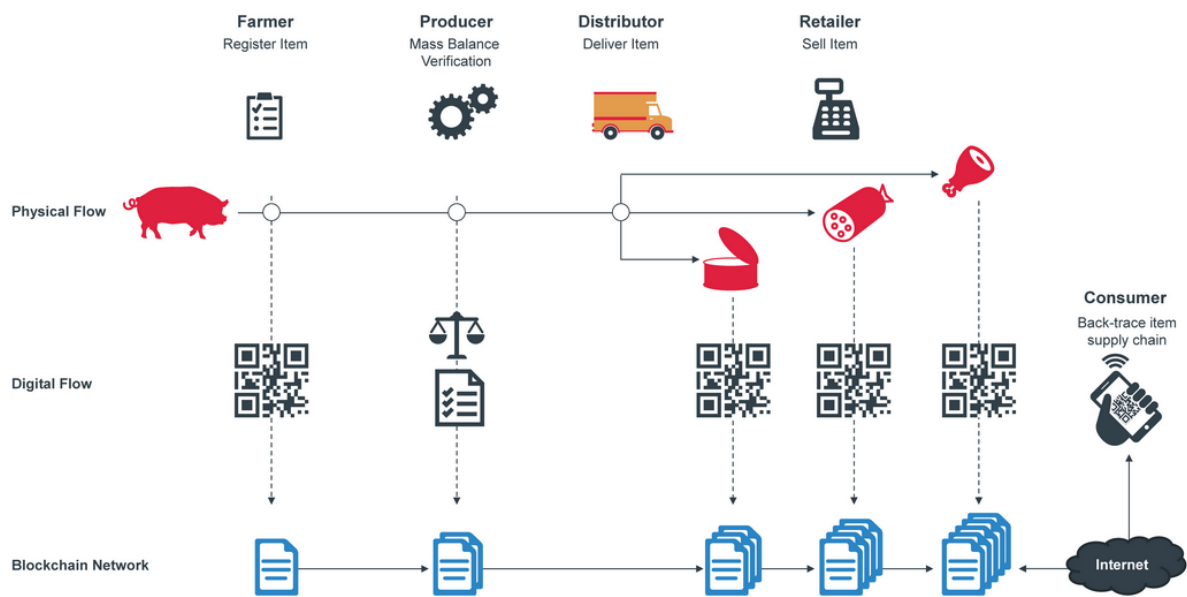 Farmer
Register Item
Producer
Mass Balance
Verification
Distributor
Deliver Item
Retailer
Sell Item
Physical Flow
Consumer
Back-trace item
supply chain
Digital Flow
Blockchain Network
Internet